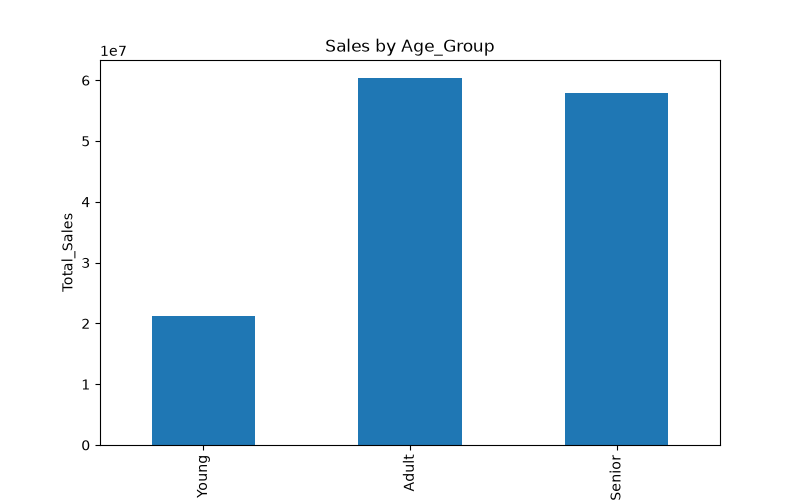 Sales by Age_Group
1e7
6
5
4
3
2
1
0
Total_Sales
Young
Adult
Senior